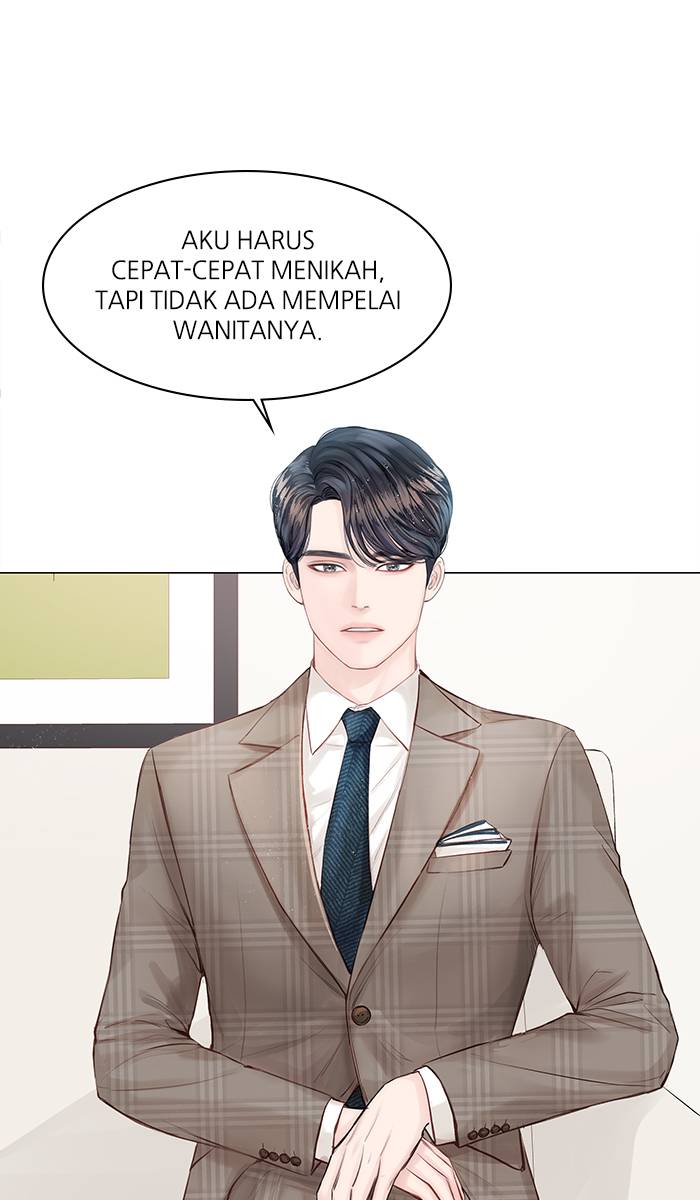 AKU HARUS
CEPAT-CEPAT MENIKAH,
TAPI TIDAK ADA MEMPELAI
WANITANYA.